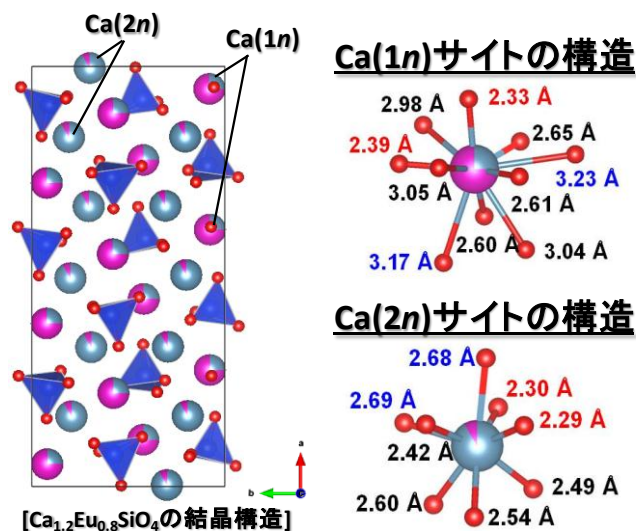 Ca(2n)
Ca(1n)
a
b
[Ca₁.₂Eu₀.₈SiO₄の結晶構造]
Ca(1n)サイトの構造
2.98 Å
2.33 Å
2.39 Å
2.65 Å
3.05 Å
3.23 Å
2.61 Å
2.60 Å
3.04 Å
3.17 Å
Ca(2n)サイトの構造
2.68 Å
2.30 Å
2.69 Å
2.29 Å
2.42 Å
2.60 Å
2.49 Å
2.54 Å